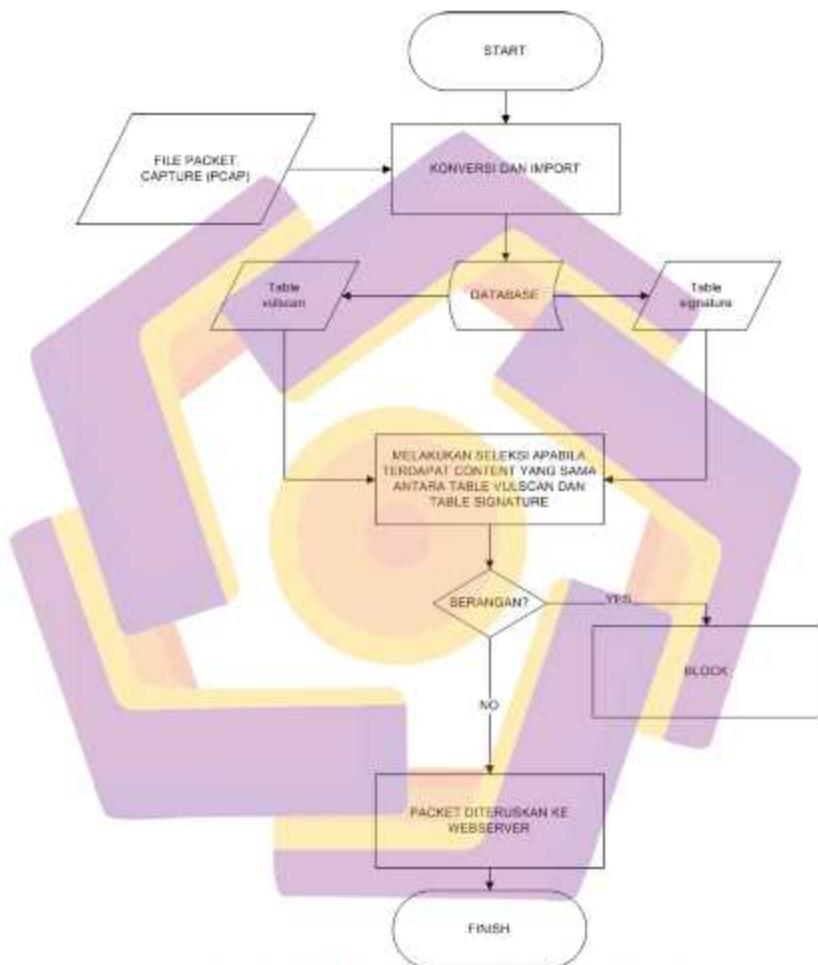 START
FILE PACKET
CAPTURE (PCAP)
KONVERSI DAN IMPORT
Table
vulscan
DATABASE
Table
signature
MELAKUKAN SELEKSI APABILA
TERDAPAT CONTENT YANG SAMA
ANTARA TABLE VULSCAN DAN
TABLE SIGNATURE
SERANGAN?
YES
BLOCK
NO
PACKET DITERUSKAN KE
WEBSERVER
FINISH